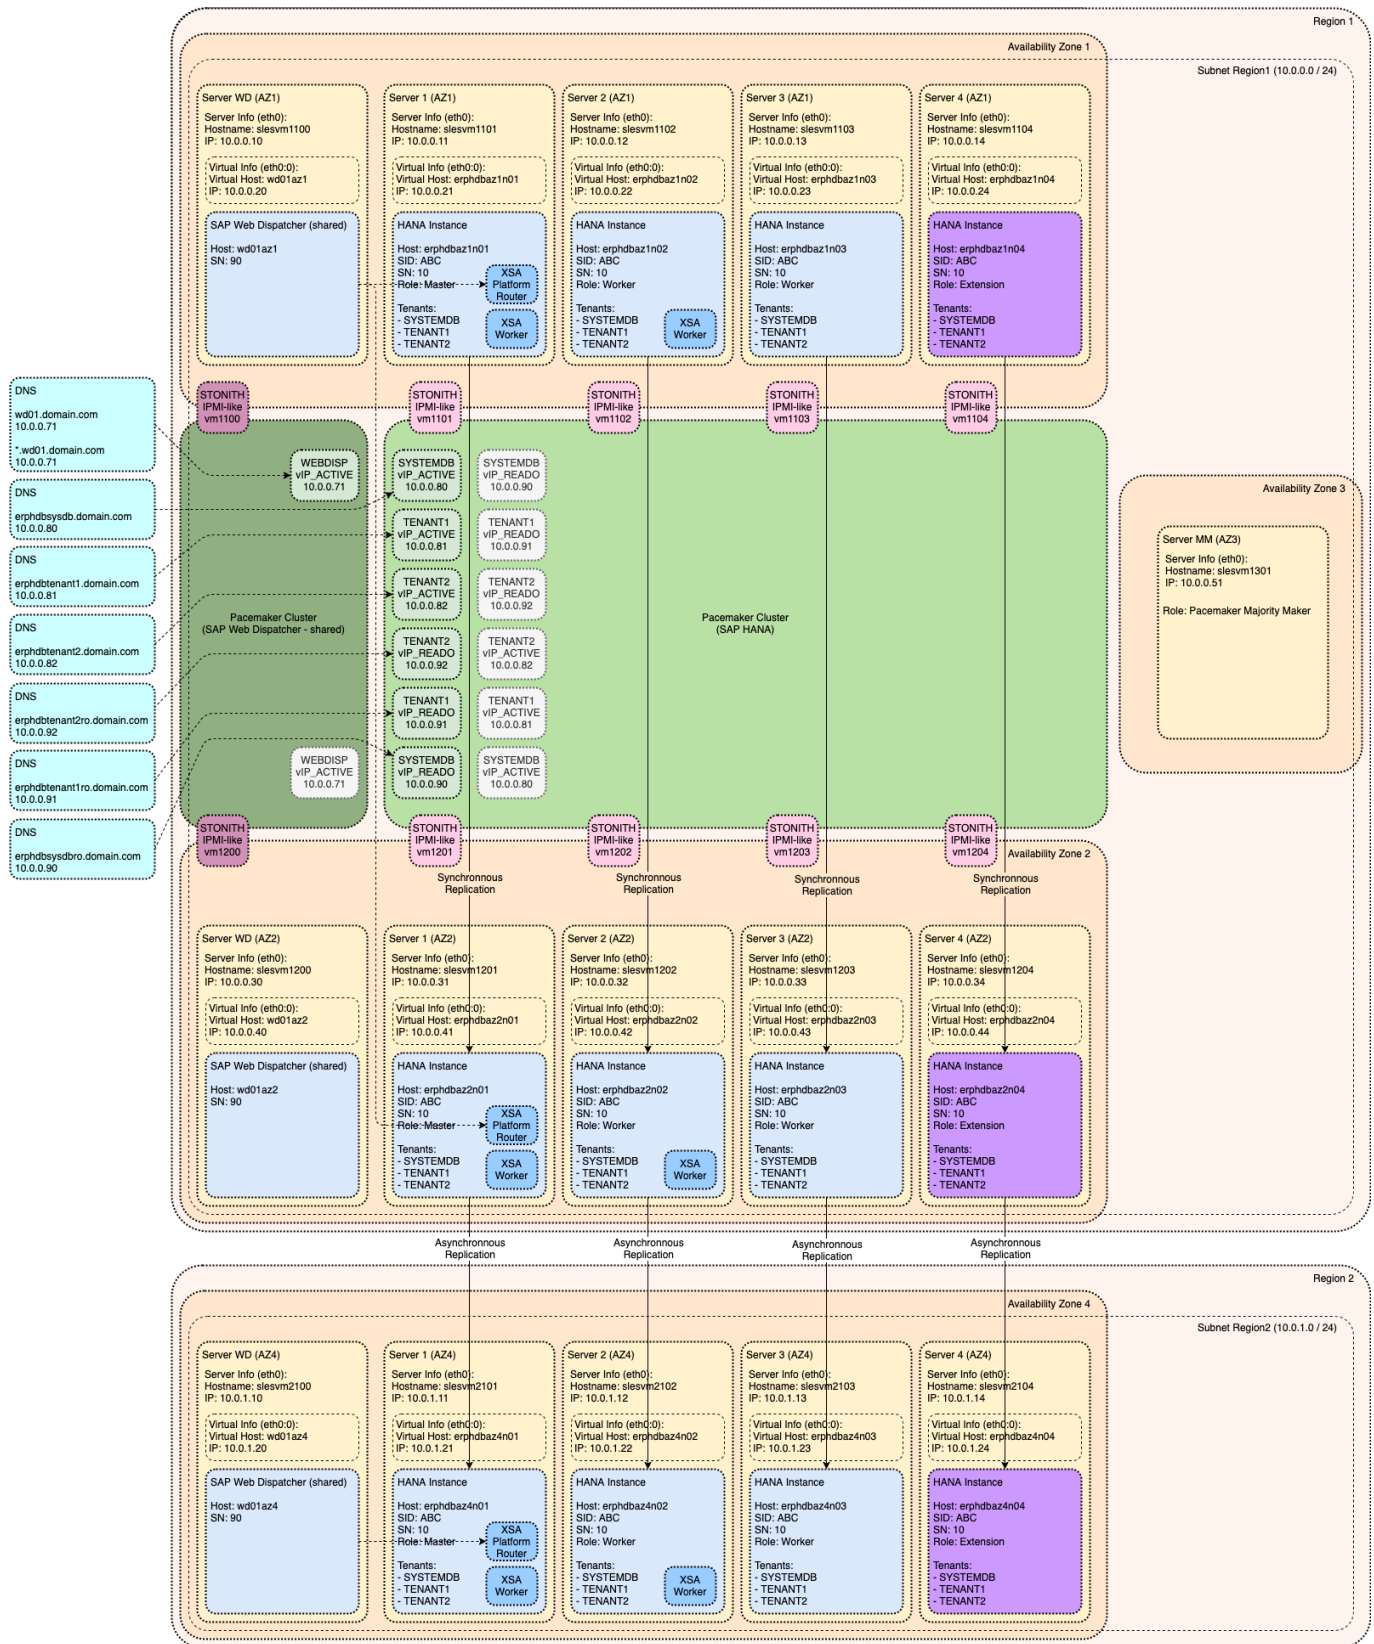 Region 1
Availability Zone 1
Subnet Region1 (10.0.0.0 / 24)
Server WD (AZ1)
Server Info (eth0):
Hostname: slesvm1100
IP: 10.0.0.10
Virtual Info (eth0:0):
Virtual Host: wd01az1
IP: 10.0.0.20
SAP Web Dispatcher (shared)
Host: wd01az1
SN: 90
Server 1 (AZ1)
Server Info (eth0):
Hostname: slesvm1101
IP: 10.0.0.11
Virtual Info (eth0:0):
Virtual Host: erphdbaz1n01
IP: 10.0.0.21
HANA Instance
Host: erphdbaz1n01
SID: ABC
SN: 10
Role: Master
Tenants:
- SYSTEMDB
- TENANT1
- TENANT2
XSA
Platform
Router
XSA
Worker
Server 2 (AZ1)
Server Info (eth0):
Hostname: slesvm1102
IP: 10.0.0.12
Virtual Info (eth0:0):
Virtual Host: erphdbaz1n02
IP: 10.0.0.22
HANA Instance
Host: erphdbaz1n02
SID: ABC
SN: 10
Role: Worker
Tenants:
- SYSTEMDB
- TENANT1
- TENANT2
XSA
Worker
Server 3 (AZ1)
Server Info (eth0):
Hostname: slesvm1103
IP: 10.0.0.13
Virtual Info (eth0:0):
Virtual Host: erphdbaz1n03
IP: 10.0.0.23
HANA Instance
Host: erphdbaz1n03
SID: ABC
SN: 10
Role: Worker
Tenants:
- SYSTEMDB
- TENANT1
- TENANT2
Server 4 (AZ1)
Server Info (eth0):
Hostname: slesvm1104
IP: 10.0.0.14
Virtual Info (eth0:0):
Virtual Host: erphdbaz1n04
IP: 10.0.0.24
HANA Instance
Host: erphdbaz1n04
SID: ABC
SN: 10
Role: Extension
Tenants:
- SYSTEMDB
- TENANT1
- TENANT2
STONITH
IPMI-like
vm1100
STONITH
IPMI-like
vm1101
STONITH
IPMI-like
vm1102
STONITH
IPMI-like
vm1103
STONITH
IPMI-like
vm1104
DNS
wd01.domain.com
10.0.0.71
*.wd01.domain.com
10.0.0.71
DNS
erphdbsysdb.domain.com
10.0.0.80
DNS
erphdbtenant1.domain.com
10.0.0.81
DNS
erphdbtenant2.domain.com
10.0.0.82
DNS
erphdbtenant2ro.domain.com
10.0.0.92
DNS
erphdbtenant1ro.domain.com
10.0.0.91
DNS
erphdbsysdbro.domain.com
10.0.0.90
WEBDISP
vIP_ACTIVE
10.0.0.71
Pacemaker Cluster
(SAP Web Dispatcher - shared)
WEBDISP
vIP_ACTIVE
10.0.0.71
SYSTEMDB
vIP_ACTIVE
10.0.0.80
SYSTEMDB
vIP_READO
10.0.0.90
TENANT1
vIP_ACTIVE
10.0.0.81
TENANT1
vIP_READO
10.0.0.91
TENANT2
vIP_ACTIVE
10.0.0.82
TENANT2
vIP_READO
10.0.0.92
TENANT2
vIP_READO
10.0.0.92
TENANT2
vIP_ACTIVE
10.0.0.82
TENANT1
vIP_READO
10.0.0.91
TENANT1
vIP_ACTIVE
10.0.0.81
SYSTEMDB
vIP_READO
10.0.0.90
SYSTEMDB
vIP_ACTIVE
10.0.0.80
Pacemaker Cluster
(SAP HANA)
Availability Zone 3
Server MM (AZ3)
Server Info (eth0):
Hostname: slesvm1301
IP: 10.0.0.51
Role: Pacemaker Majority Maker
STONITH
IPMI-like
vm1200
STONITH
IPMI-like
vm1201
STONITH
IPMI-like
vm1202
STONITH
IPMI-like
vm1203
STONITH
IPMI-like
vm1204
Availability Zone 2
Synchronnous
Replication
Synchronnous
Replication
Synchronnous
Replication
Synchronnous
Replication
Server WD (AZ2)
Server Info (eth0):
Hostname: slesvm1200
IP: 10.0.0.30
Virtual Info (eth0:0):
Virtual Host: wd01az2
IP: 10.0.0.40
SAP Web Dispatcher (shared)
Host: wd01az2
SN: 90
Server 1 (AZ2)
Server Info (eth0):
Hostname: slesvm1201
IP: 10.0.0.31
Virtual Info (eth0:0):
Virtual Host: erphdbaz2n01
IP: 10.0.0.41
HANA Instance
Host: erphdbaz2n01
SID: ABC
SN: 10
Role: Master
Tenants:
- SYSTEMDB
- TENANT1
- TENANT2
XSA
Platform
Router
XSA
Worker
Server 2 (AZ2)
Server Info (eth0):
Hostname: slesvm1202
IP: 10.0.0.32
Virtual Info (eth0:0):
Virtual Host: erphdbaz2n02
IP: 10.0.0.42
HANA Instance
Host: erphdbaz2n02
SID: ABC
SN: 10
Role: Worker
Tenants:
- SYSTEMDB
- TENANT1
- TENANT2
XSA
Worker
Server 3 (AZ2)
Server Info (eth0):
Hostname: slesvm1203
IP: 10.0.0.33
Virtual Info (eth0:0):
Virtual Host: erphdbaz2n03
IP: 10.0.0.43
HANA Instance
Host: erphdbaz2n03
SID: ABC
SN: 10
Role: Worker
Tenants:
- SYSTEMDB
- TENANT1
- TENANT2
Server 4 (AZ2)
Server Info (eth0):
Hostname: slesvm1204
IP: 10.0.0.34
Virtual Info (eth0:0):
Virtual Host: erphdbaz2n04
IP: 10.0.0.44
HANA Instance
Host: erphdbaz2n04
SID: ABC
SN: 10
Role: Extension
Tenants:
- SYSTEMDB
- TENANT1
- TENANT2
Asynchronnous
Replication
Asynchronnous
Replication
Asynchronnous
Replication
Asynchronnous
Replication
Region 2
Availability Zone 4
Subnet Region2 (10.0.1.0 / 24)
Server WD (AZ4)
Server Info (eth0):
Hostname: slesvm2100
IP: 10.0.1.10
Virtual Info (eth0:0):
Virtual Host: wd01az4
IP: 10.0.1.20
SAP Web Dispatcher (shared)
Host: wd01az4
SN: 90
Server 1 (AZ4)
Server Info (eth0):
Hostname: slesvm2101
IP: 10.0.1.11
Virtual Info (eth0:0):
Virtual Host: erphdbaz4n01
IP: 10.0.1.21
HANA Instance
Host: erphdbaz4n01
SID: ABC
SN: 10
Role: Master
Tenants:
- SYSTEMDB
- TENANT1
- TENANT2
XSA
Platform
Router
XSA
Worker
Server 2 (AZ4)
Server Info (eth0):
Hostname: slesvm2102
IP: 10.0.1.12
Virtual Info (eth0:0):
Virtual Host: erphdbaz4n02
IP: 10.0.1.22
HANA Instance
Host: erphdbaz4n02
SID: ABC
SN: 10
Role: Worker
Tenants:
- SYSTEMDB
- TENANT1
- TENANT2
XSA
Worker
Server 3 (AZ4)
Server Info (eth0):
Hostname: slesvm2103
IP: 10.0.1.13
Virtual Info (eth0:0):
Virtual Host: erphdbaz4n03
IP: 10.0.1.23
HANA Instance
Host: erphdbaz4n03
SID: ABC
SN: 10
Role: Worker
Tenants:
- SYSTEMDB
- TENANT1
- TENANT2
Server 4 (AZ4)
Server Info (eth0):
Hostname: slesvm2104
IP: 10.0.1.14
Virtual Info (eth0:0):
Virtual Host: erphdbaz4n04
IP: 10.0.1.24
HANA Instance
Host: erphdbaz4n04
SID: ABC
SN: 10
Role: Extension
Tenants:
- SYSTEMDB
- TENANT1
- TENANT2